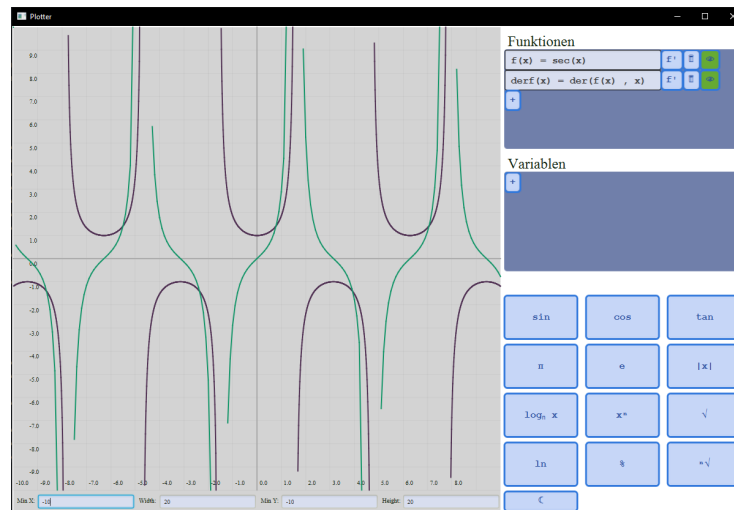 Plotter
Funktionen
f(x) = sec(x)
f'
derf(x) = der(f(x) , x)
f'
+
Variablen
+
9.0
8.0
7.0
6.0
5.0
4.0
3.0
2.0
1.0
0.0
-1.0
-2.0
-3.0
-4.0
-5.0
-6.0
-7.0
-8.0
-9.0
-10.0 -9.0 -8.0 -7.0 -6.0 -5.0 -4.0 -3.0 -2.0 -1.0 0.0 1.0 2.0 3.0 4.0 5.0 6.0 7.0 8.0
Min X: -10 Width: 20 Min Y: -10 Height: 20
sin cos tan
π e |x|
logₙ x xⁿ √
ln % ⁿ√